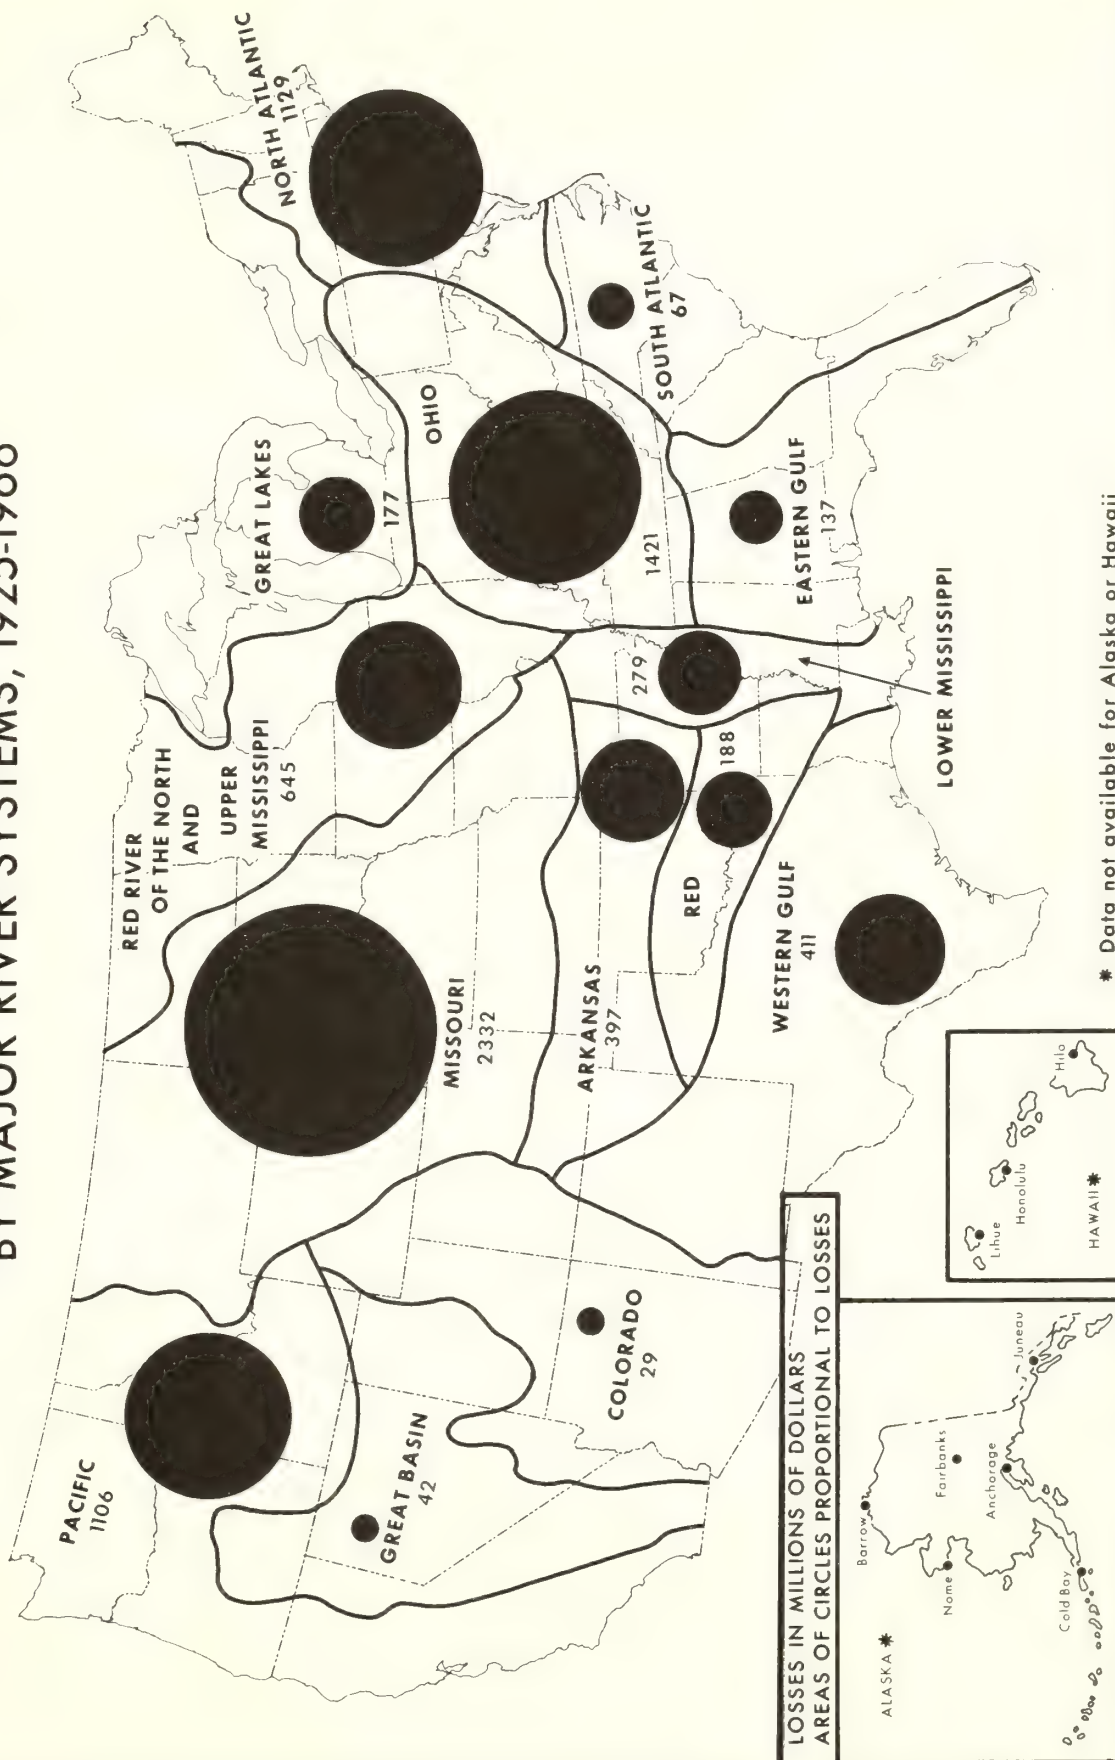 BY MAJOR RIVER SYSTEMS, 1925-1966
PACIFIC
1106
GREAT BASIN
42
COLORADO
29
MISSOURI
2332
RED RIVER
OF THE NORTH
AND
UPPER
MISSISSIPPI
645
ARKANSAS
397
RED
188
WESTERN GULF
411
GREAT LAKES
177
OHIO
1421
279
LOWER MISSISSIPPI
EASTERN GULF
137
SOUTH ATLANTIC
67
NORTH ATLANTIC
1129
LOSSES IN MILLIONS OF DOLLARS
AREAS OF CIRCLES PROPORTIONAL TO LOSSES
ALASKA*
Barrow
Nome
Fairbanks
Anchorage
Cold Bay
Juneau
Lihue
Honolulu
Hilo
HAWAII*
* Data not available for Alaska or Hawaii